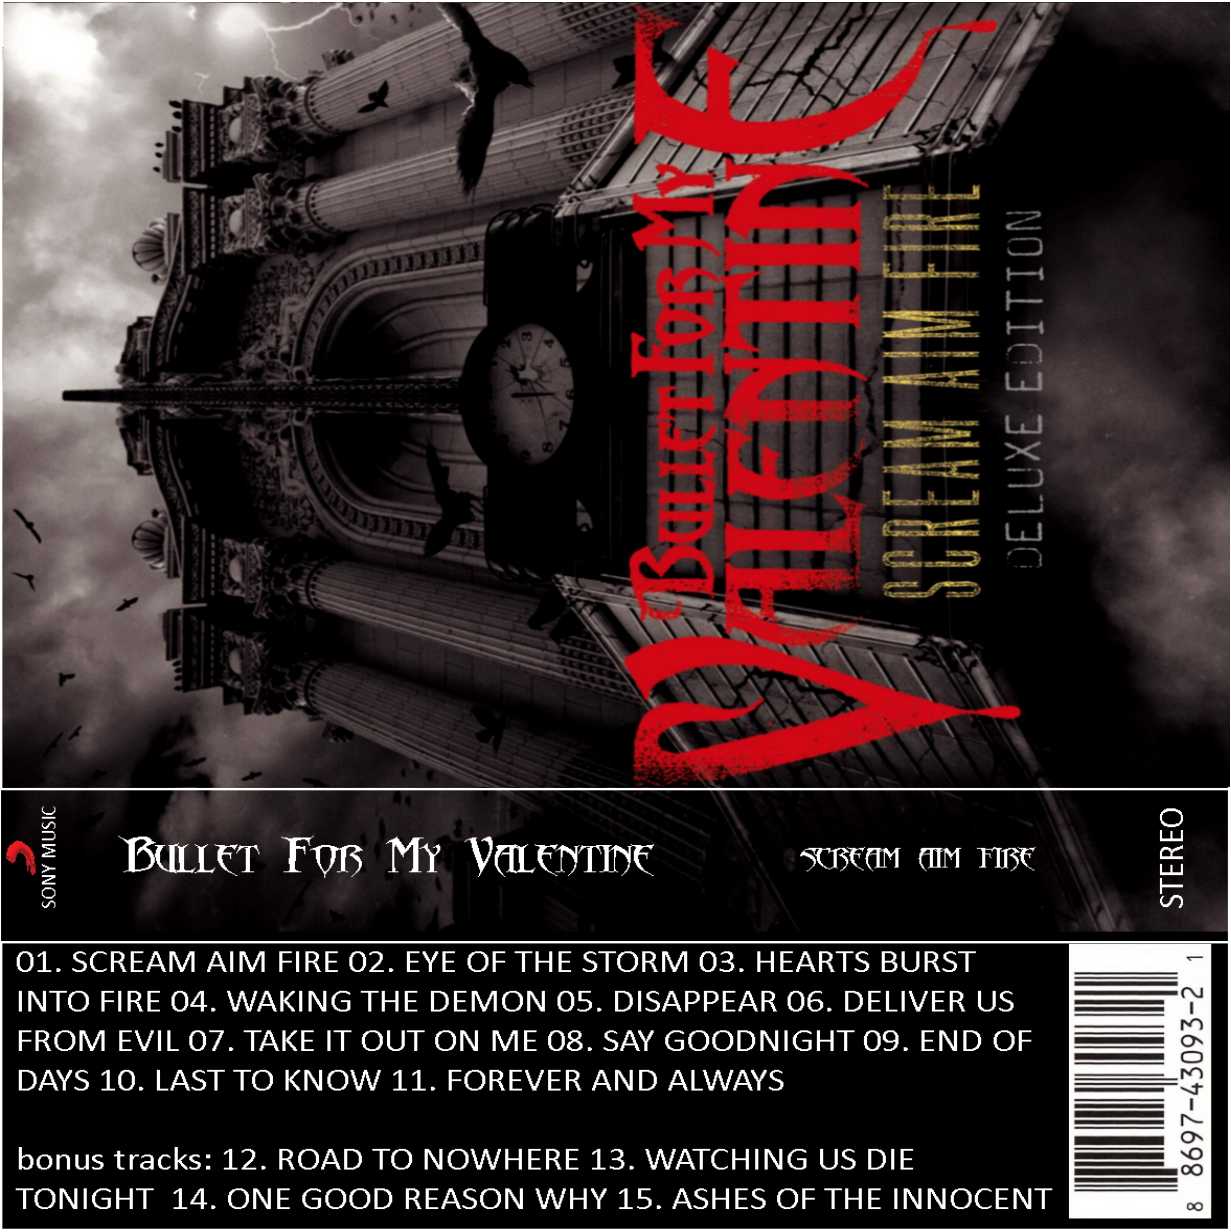 BULLET FOR MY
VALENTINE
SCREAM AIM FIRE
DELUXE EDITION
SONY MUSIC
BULLET FOR MY VALENTINE
SCREAM AIM FIRE
STEREO
01. SCREAM AIM FIRE 02. EYE OF THE STORM 03. HEARTS BURST
INTO FIRE 04. WAKING THE DEMON 05. DISAPPEAR 06. DELIVER US
FROM EVIL 07. TAKE IT OUT ON ME 08. SAY GOODNIGHT 09. END OF
DAYS 10. LAST TO KNOW 11. FOREVER AND ALWAYS
bonus tracks: 12. ROAD TO NOWHERE 13. WATCHING US DIE
TONIGHT 14. ONE GOOD REASON WHY 15. ASHES OF THE INNOCENT
8 8697-43093-2 1